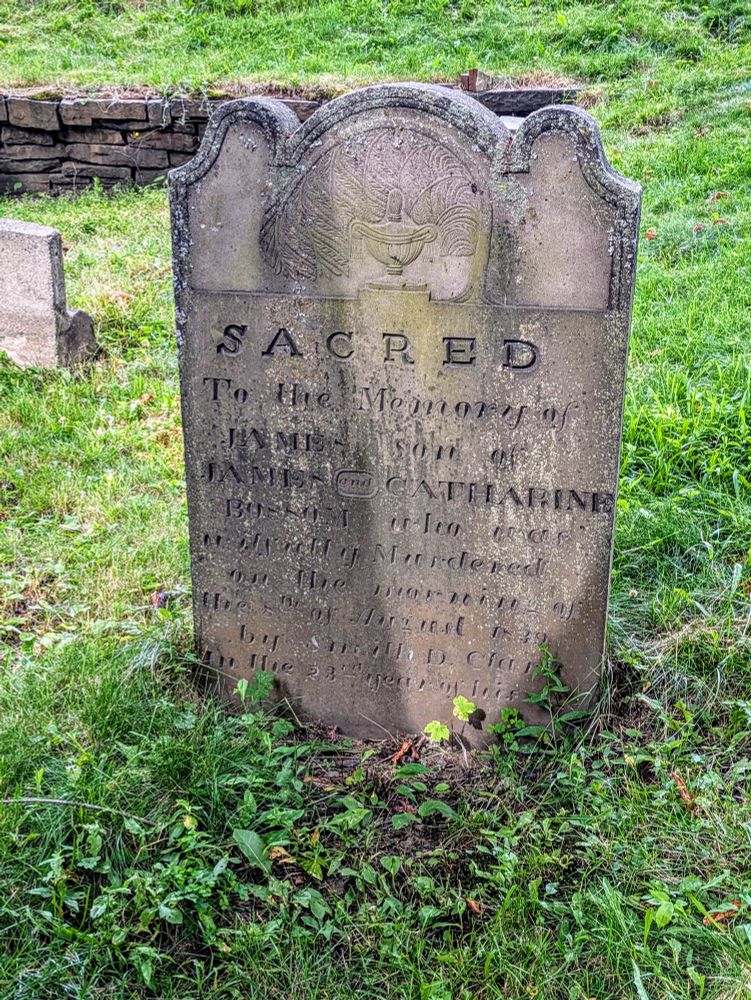 SACRED
To the Memory of
JAMES son of
JAMES and CATHARINE
BOSSOM who was
wickedly Murdered
on the morning of
the 8th of August 1839
by Smith D. Clark
In the 23rd year of his